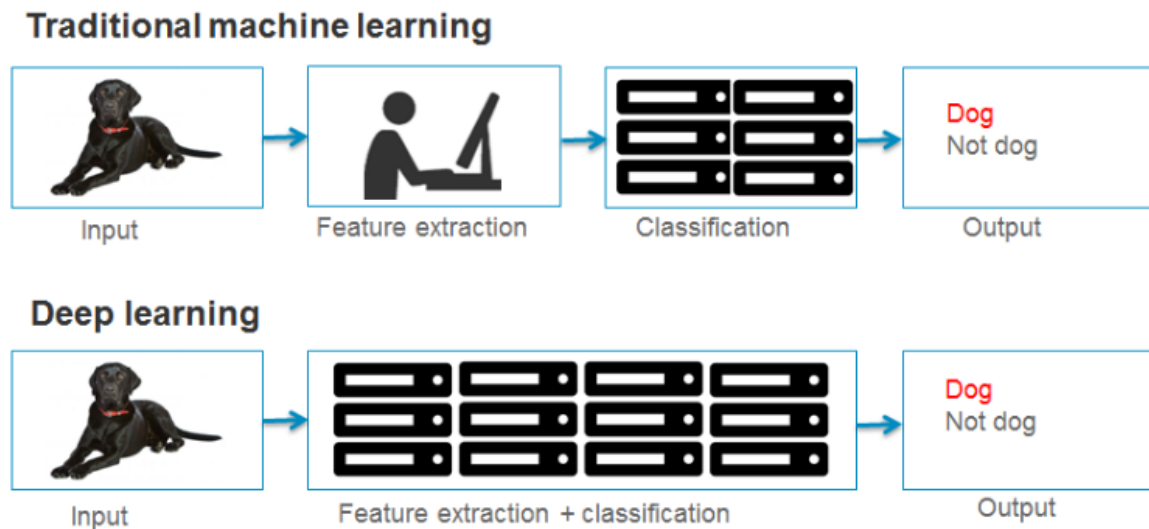 Traditional machine learning
Dog
Not dog
Input
Feature extraction
Classification
Output
Deep learning
Dog
Not dog
Input
Feature extraction + classification
Output